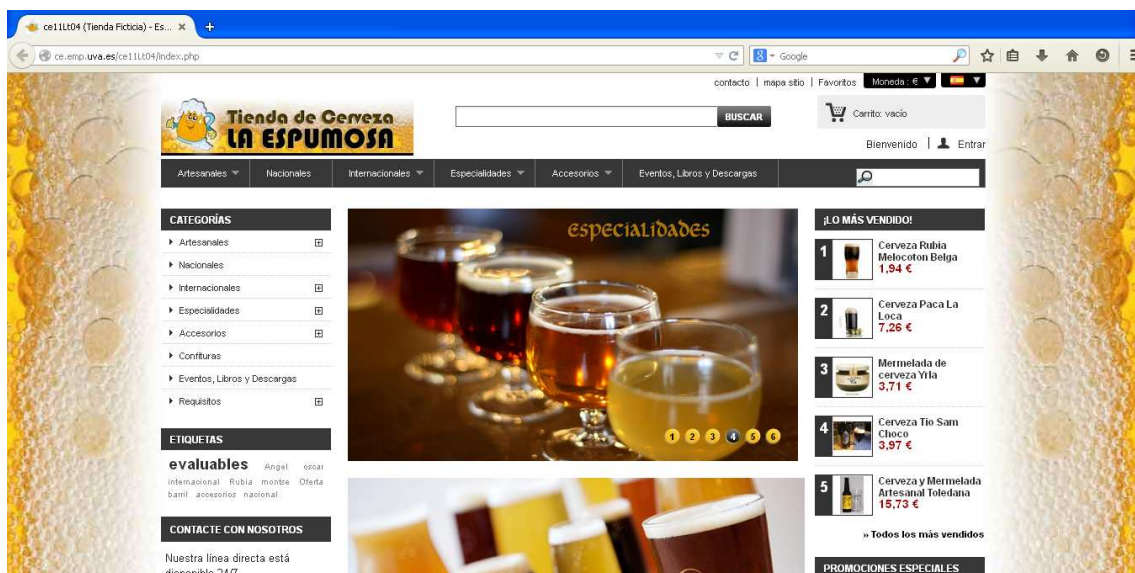 ce11Lt04 (Tienda Ficticia) - Es...
ce.emp.uva.es/ce11Lt04/index.php
Google
contacto | mapa sitio | Favoritos Moneda : €
Tienda de Cerveza
LA ESPUMOSA
BUSCAR
Carrito: vacío
Bienvenido | Entrar
Artesanales Nacionales Internacionales Especialidades Accesorios Eventos, Libros y Descargas
CATEGORÍAS
Artesanales
Nacionales
Internacionales
Especialidades
Accesorios
Confituras
Eventos, Libros y Descargas
Requisitos
ETIQUETAS
evaluables Angel oscar
internacional Rubia montse Oferta
barril accesorios nacional
CONTACTE CON NOSOTROS
Nuestra línea directa está
disponible 24/7
ESPECIALIDADES
1 2 3 4 5 6
¡LO MÁS VENDIDO!
1
Cerveza Rubia
Melocoton Belga
1,94 €
2
Cerveza Paca La
Loca
7,26 €
3
Mermelada de
cerveza Yrla
3,71 €
4
Cerveza Tio Sam
Choco
3,97 €
5
Cerveza y Mermelada
Artesanal Toledana
15,73 €
» Todos los más vendidos
PROMOCIONES ESPECIALES